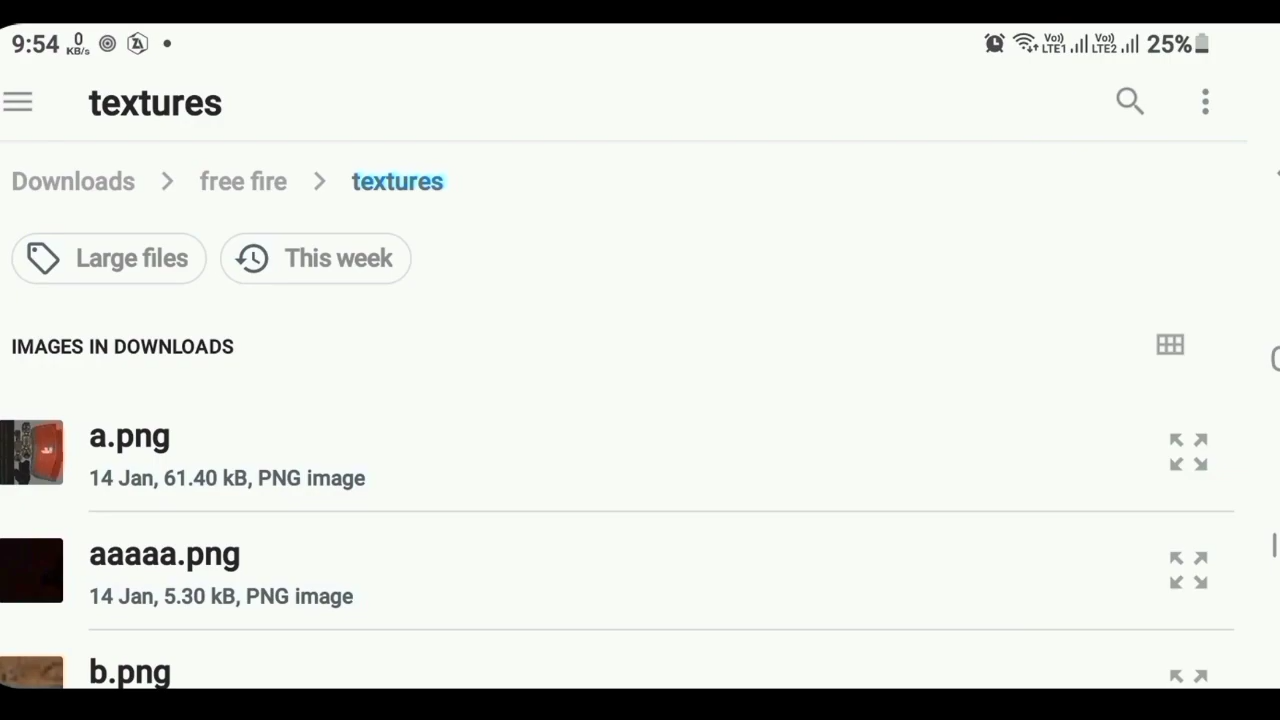 9:54 0 KB/s Vo) LTE1 Vo) LTE2 25%
textures
Downloads > free fire > textures
Large files This week
IMAGES IN DOWNLOADS
a.png
14 Jan, 61.40 kB, PNG image
aaaaa.png
14 Jan, 5.30 kB, PNG image
b.png